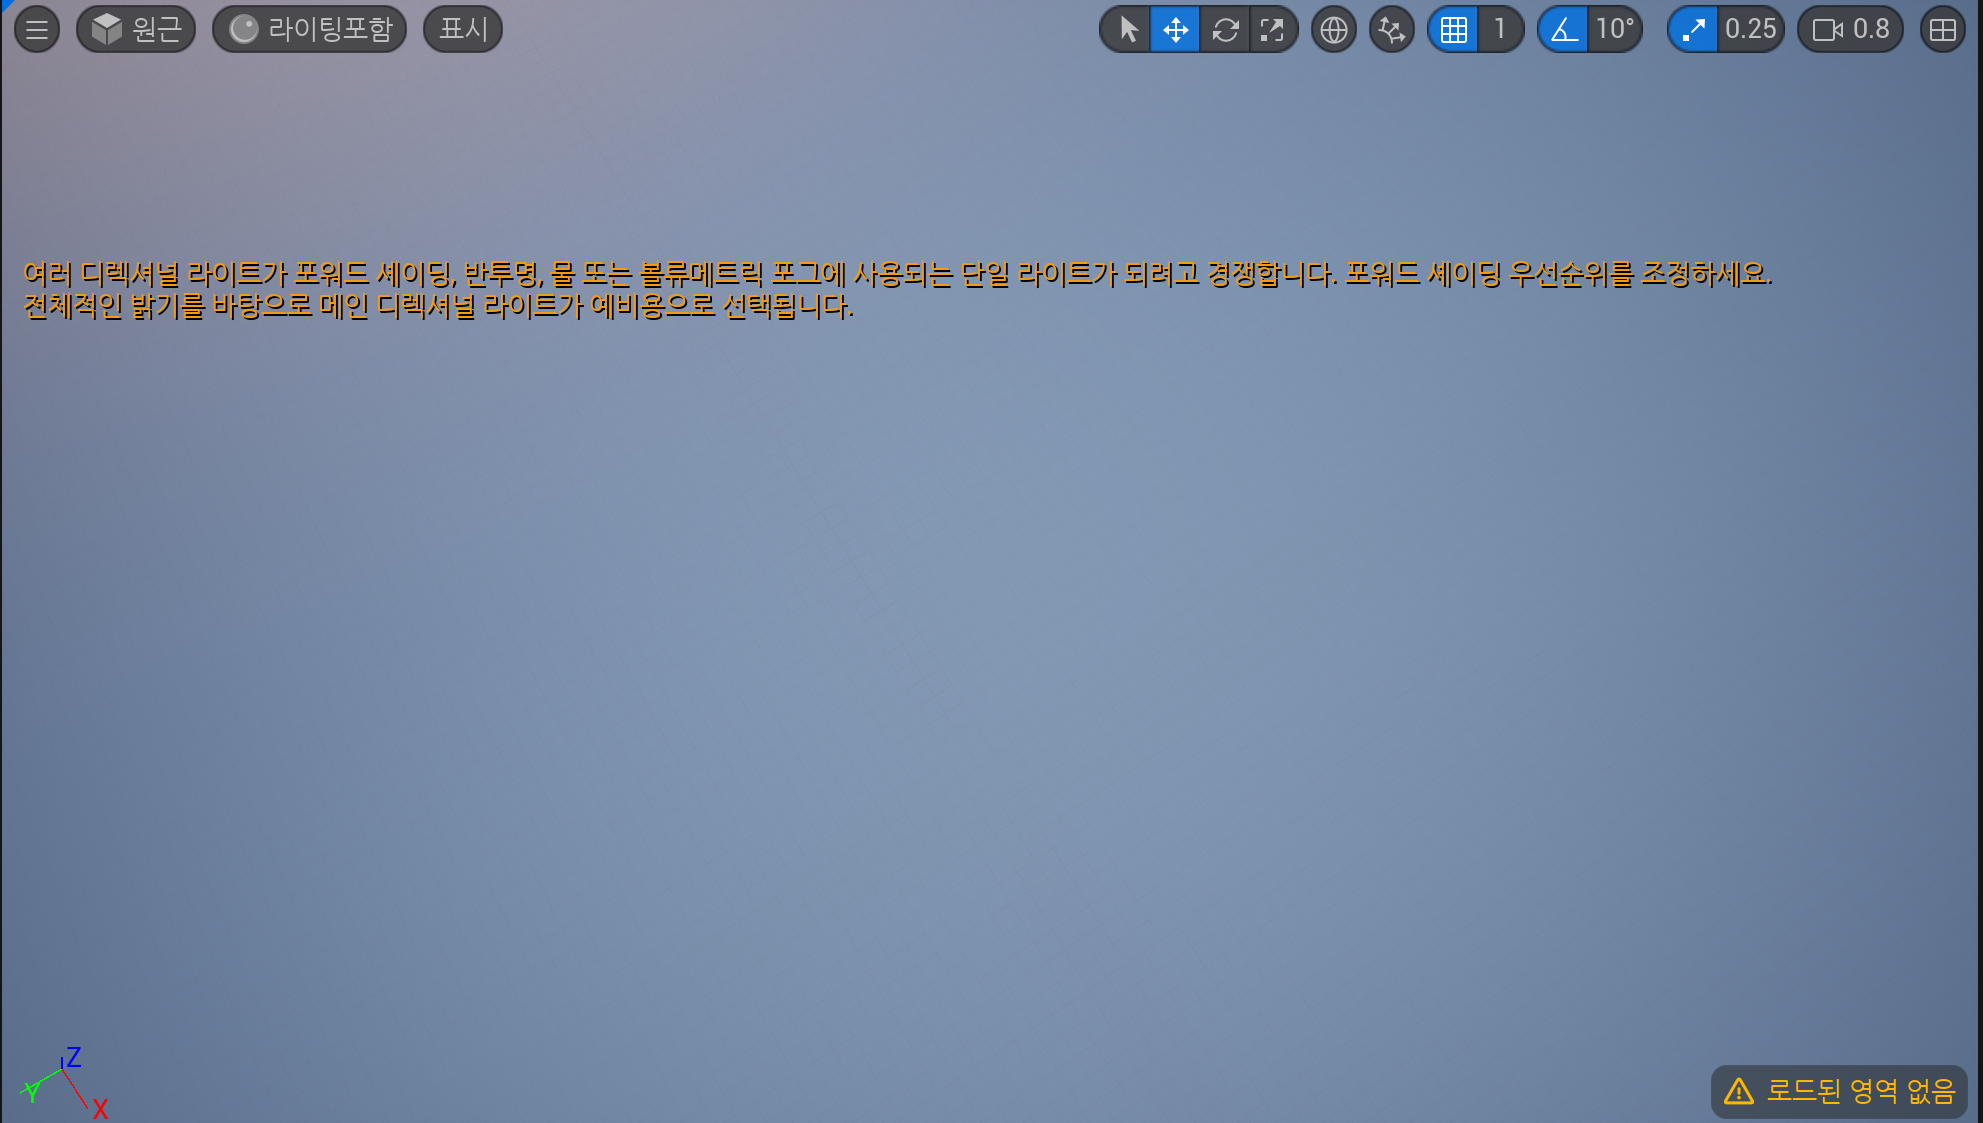 원근
라이팅포함
표시
1
10°
0.25
0.8
여러 디렉셔널 라이트가 포워드 셰이딩, 반투명, 물 또는 볼류메트릭 포그에 사용되는 단일 라이트가 되려고 경쟁합니다. 포워드 셰이딩 우선순위를 조정하세요.
전체적인 밝기를 바탕으로 메인 디렉셔널 라이트가 예비용으로 선택됩니다.
Z
Y
X
로드된 영역 없음